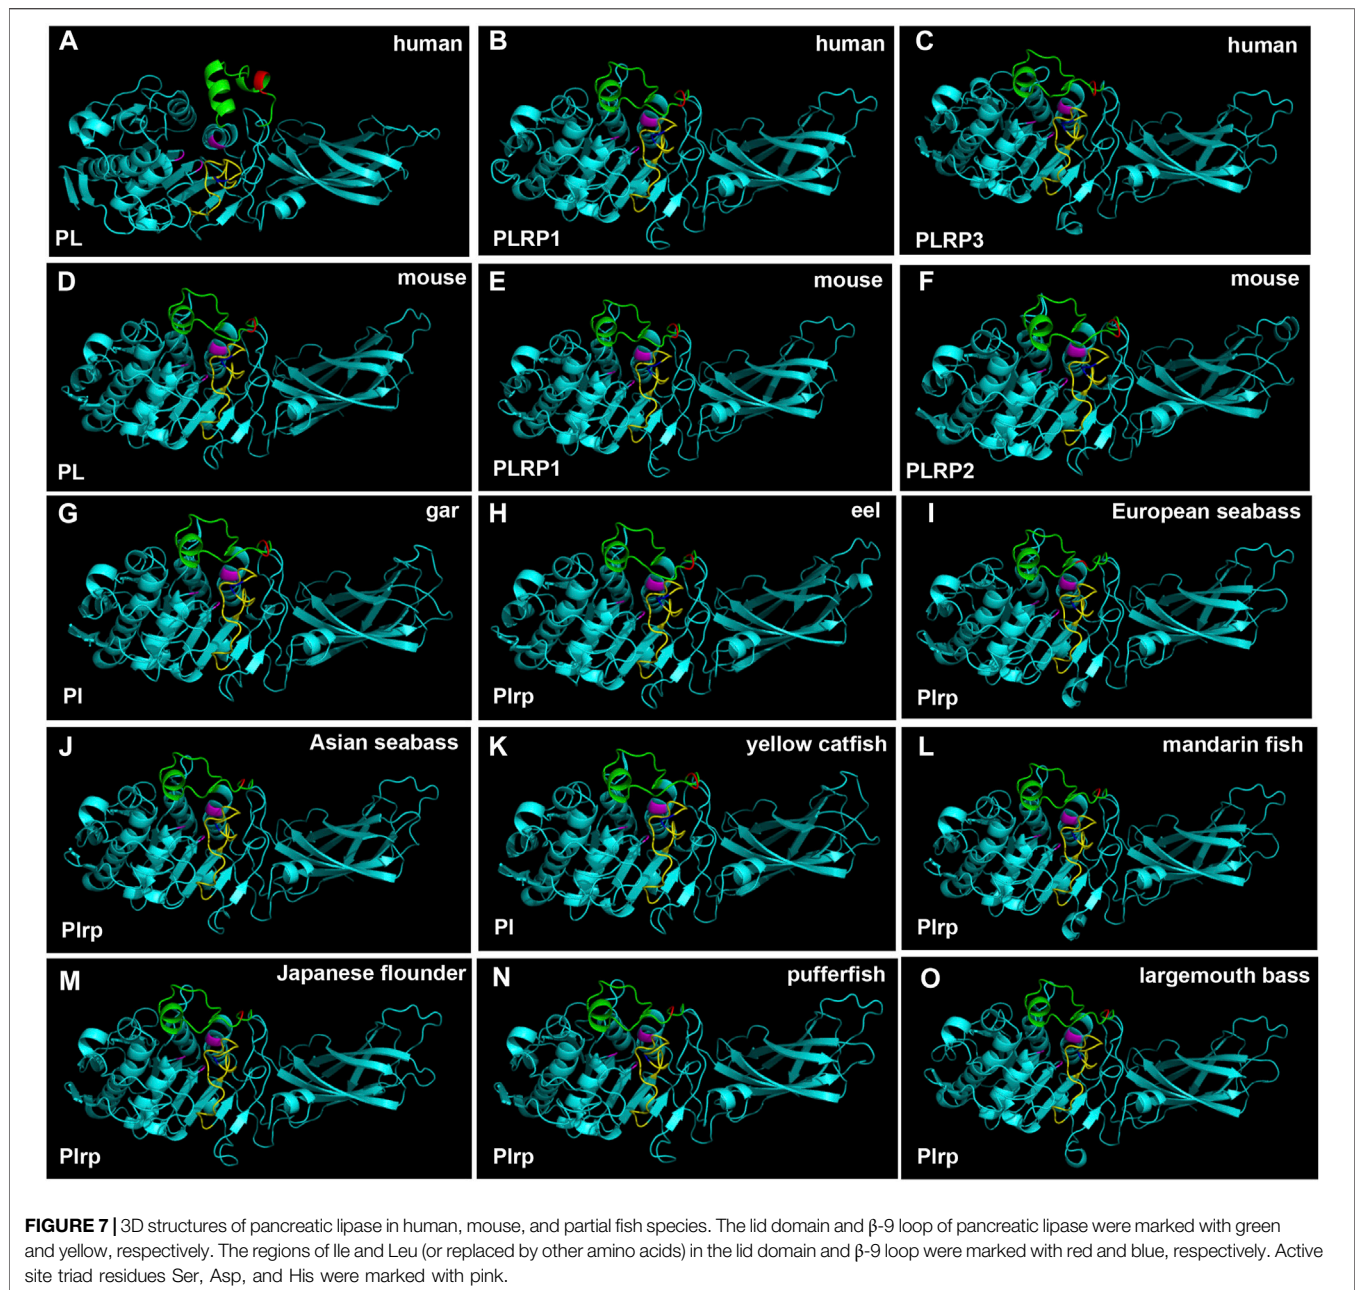 A human
PL
B human
PLRP1
C human
PLRP3
D mouse
PL
E mouse
PLRP1
F mouse
PLRP2
G gar
Pl
H eel
Plrp
I European seabass
Plrp
J Asian seabass
Plrp
K yellow catfish
Pl
L mandarin fish
Plrp
M Japanese flounder
Plrp
N pufferfish
Plrp
O largemouth bass
Plrp
FIGURE 7 | 3D structures of pancreatic lipase in human, mouse, and partial fish species. The lid domain and β-9 loop of pancreatic lipase were marked with green
and yellow, respectively. The regions of Ile and Leu (or replaced by other amino acids) in the lid domain and β-9 loop were marked with red and blue, respectively. Active
site triad residues Ser, Asp, and His were marked with pink.